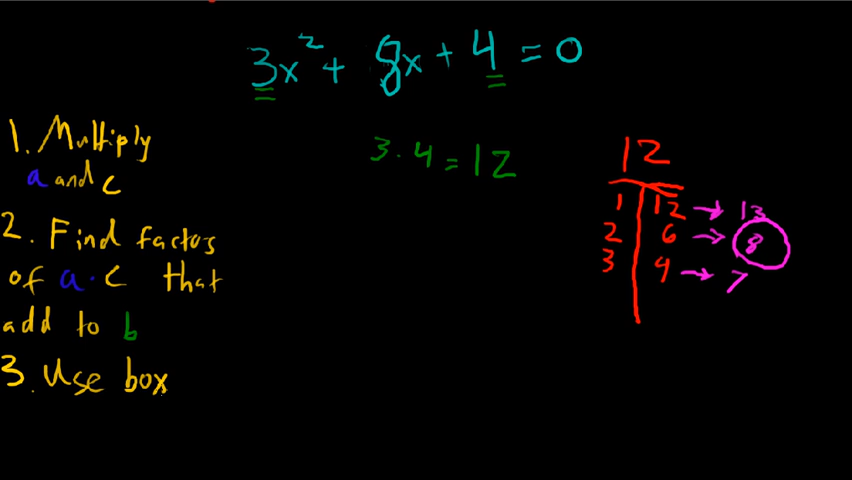 3x² + 8x + 4 = 0
1. Multiply
a and c
2. Find factos
of a · c that
add to b
3. Use box
3 · 4 = 12
12
1 12 → 13
2 6 → 8
3 4 → 7